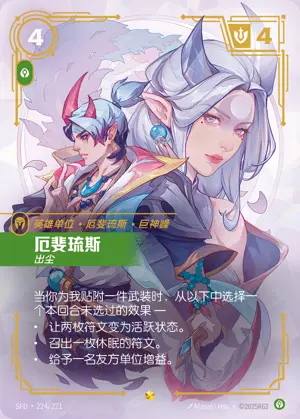 4
4
英雄单位 • 厄斐琉斯 • 巨神峰
厄斐琉斯
出尘
当你为我贴附一件武装时，从以下中选择一
个本回合未选过的效果 —
• 让两枚符文变为活跃状态。
• 召出一枚休眠的符文。
• 给予一名友方单位增益。
SFD • 224/221
©2025RGI